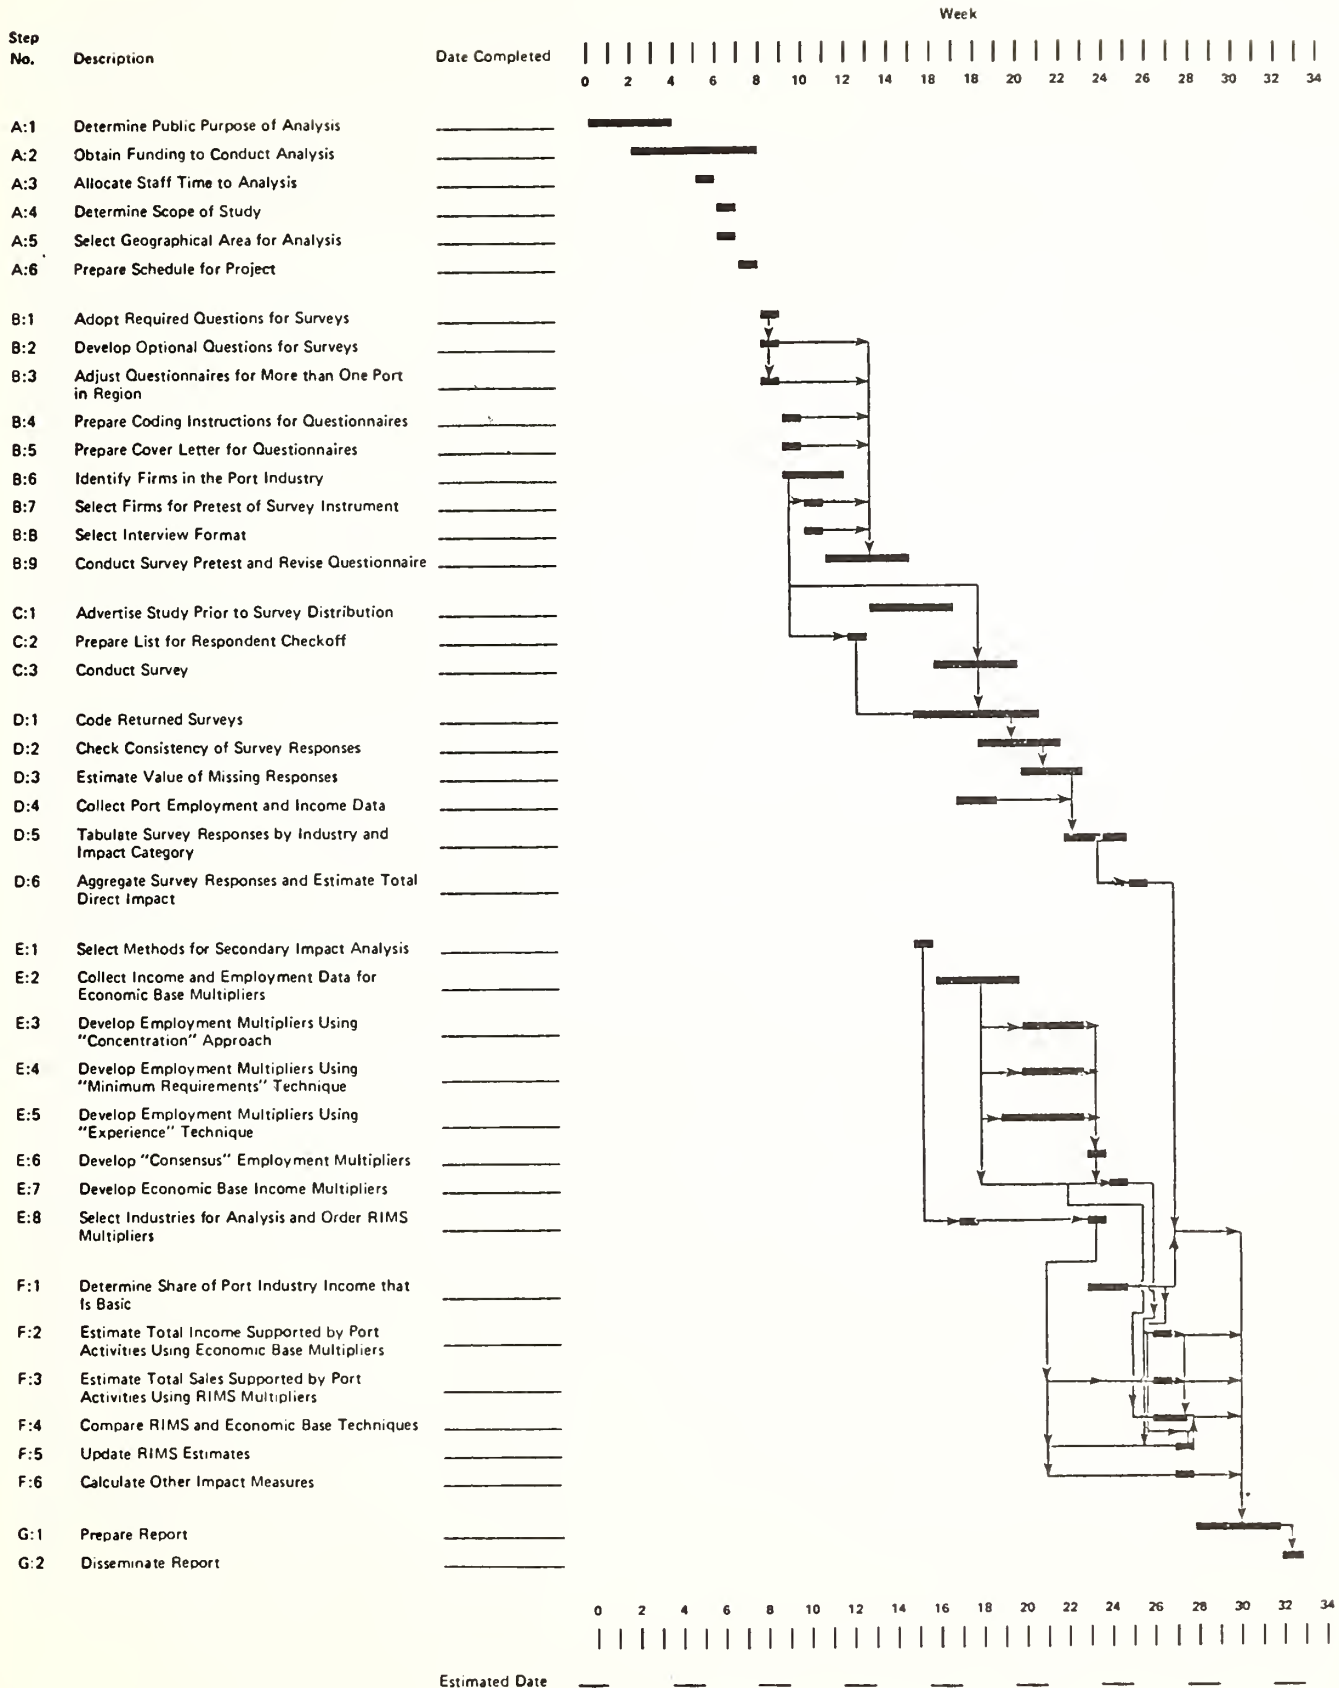 Week
Step
No. Description Date Completed
0 2 4 6 8 10 12 14 16 18 20 22 24 26 28 30 32 34
A:1 Determine Public Purpose of Analysis
A:2 Obtain Funding to Conduct Analysis
A:3 Allocate Staff Time to Analysis
A:4 Determine Scope of Study
A:5 Select Geographical Area for Analysis
A:6 Prepare Schedule for Project
B:1 Adopt Required Questions for Surveys
B:2 Develop Optional Questions for Surveys
B:3 Adjust Questionnaires for More than One Port
in Region
B:4 Prepare Coding Instructions for Questionnaires
B:5 Prepare Cover Letter for Questionnaires
B:6 Identify Firms in the Port Industry
B:7 Select Firms for Pretest of Survey Instrument
B:8 Select Interview Format
B:9 Conduct Survey Pretest and Revise Questionnaire
C:1 Advertise Study Prior to Survey Distribution
C:2 Prepare List for Respondent Checkoff
C:3 Conduct Survey
D:1 Code Returned Surveys
D:2 Check Consistency of Survey Responses
D:3 Estimate Value of Missing Responses
D:4 Collect Port Employment and Income Data
D:5 Tabulate Survey Responses by Industry and
Impact Category
D:6 Aggregate Survey Responses and Estimate Total
Direct Impact
E:1 Select Methods for Secondary Impact Analysis
E:2 Collect Income and Employment Data for
Economic Base Multipliers
E:3 Develop Employment Multipliers Using
"Concentration" Approach
E:4 Develop Employment Multipliers Using
"Minimum Requirements" Technique
E:5 Develop Employment Multipliers Using
"Experience" Technique
E:6 Develop "Consensus" Employment Multipliers
E:7 Develop Economic Base Income Multipliers
E:8 Select Industries for Analysis and Order RIMS
Multipliers
F:1 Determine Share of Port Industry Income that
Is Basic
F:2 Estimate Total Income Supported by Port
Activities Using Economic Base Multipliers
F:3 Estimate Total Sales Supported by Port
Activities Using RIMS Multipliers
F:4 Compare RIMS and Economic Base Techniques
F:5 Update RIMS Estimates
F:6 Calculate Other Impact Measures
G:1 Prepare Report
G:2 Disseminate Report
0 2 4 6 8 10 12 14 16 18 20 22 24 26 28 30 32 34
Estimated Date